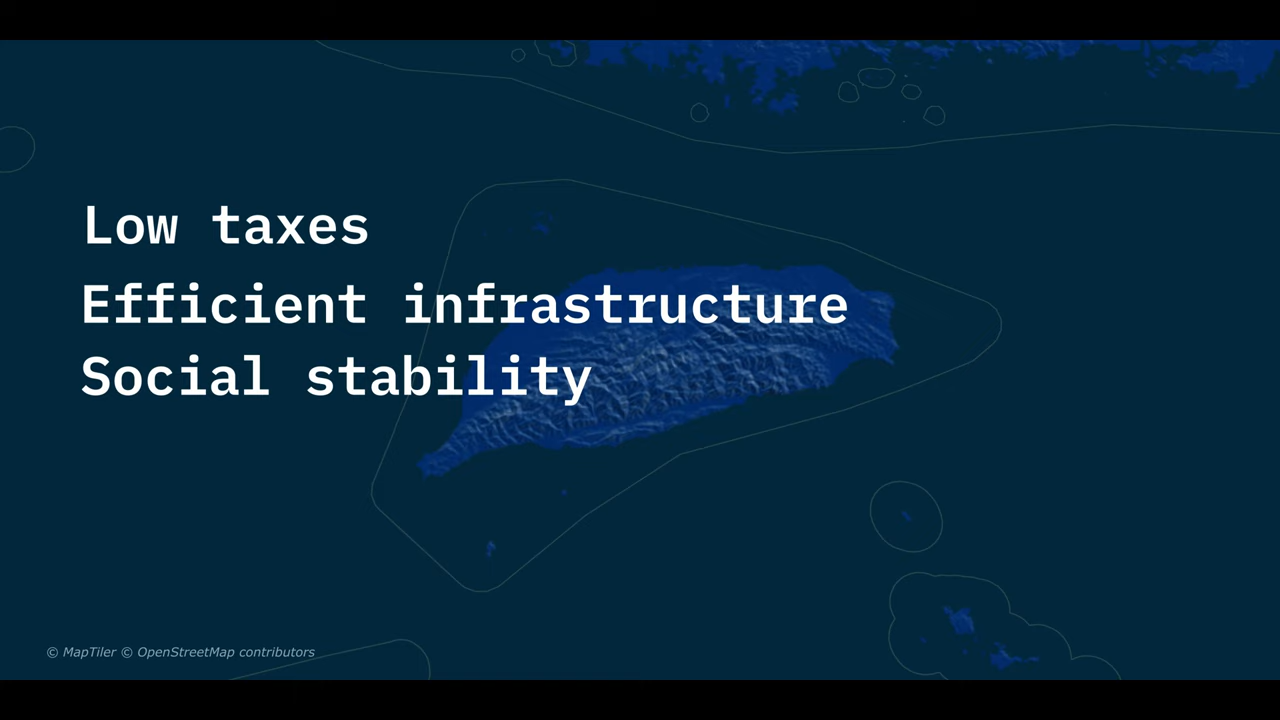 Low taxes
Efficient infrastructure
Social stability
© MapTiler © OpenStreetMap contributors